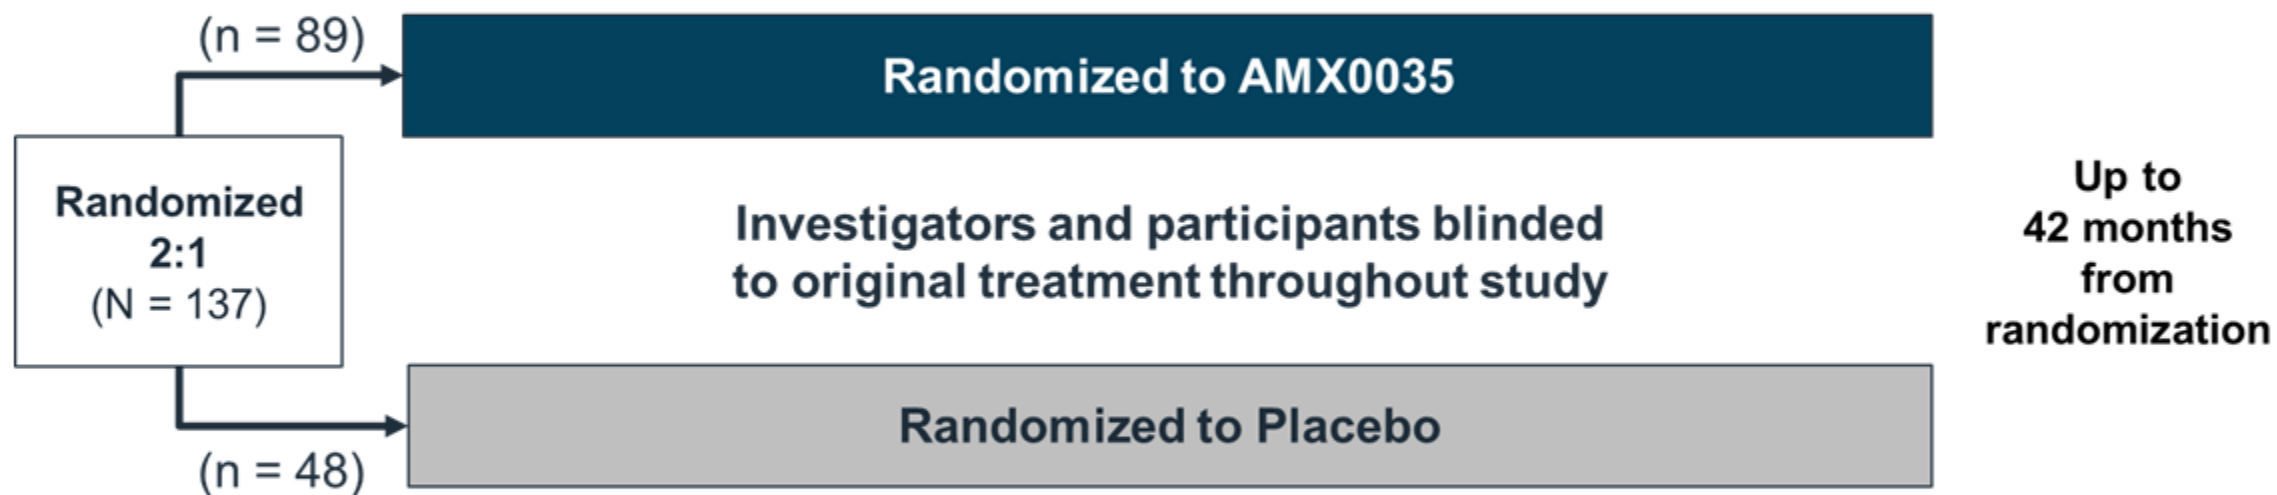 (n = 89)
Randomized to AMX0035
Randomized
2:1
(N = 137)
Investigators and participants blinded
to original treatment throughout study
Up to
42 months
from
randomization
Randomized to Placebo
(n = 48)